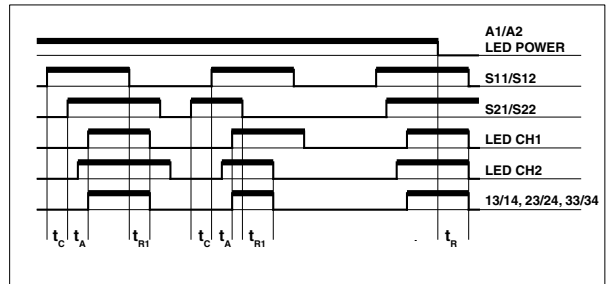 A1/A2
LED POWER
S11/S12
S21/S22
LED CH1
LED CH2
13/14, 23/24, 33/34
tC tA tR1 tC tA tR1 tR